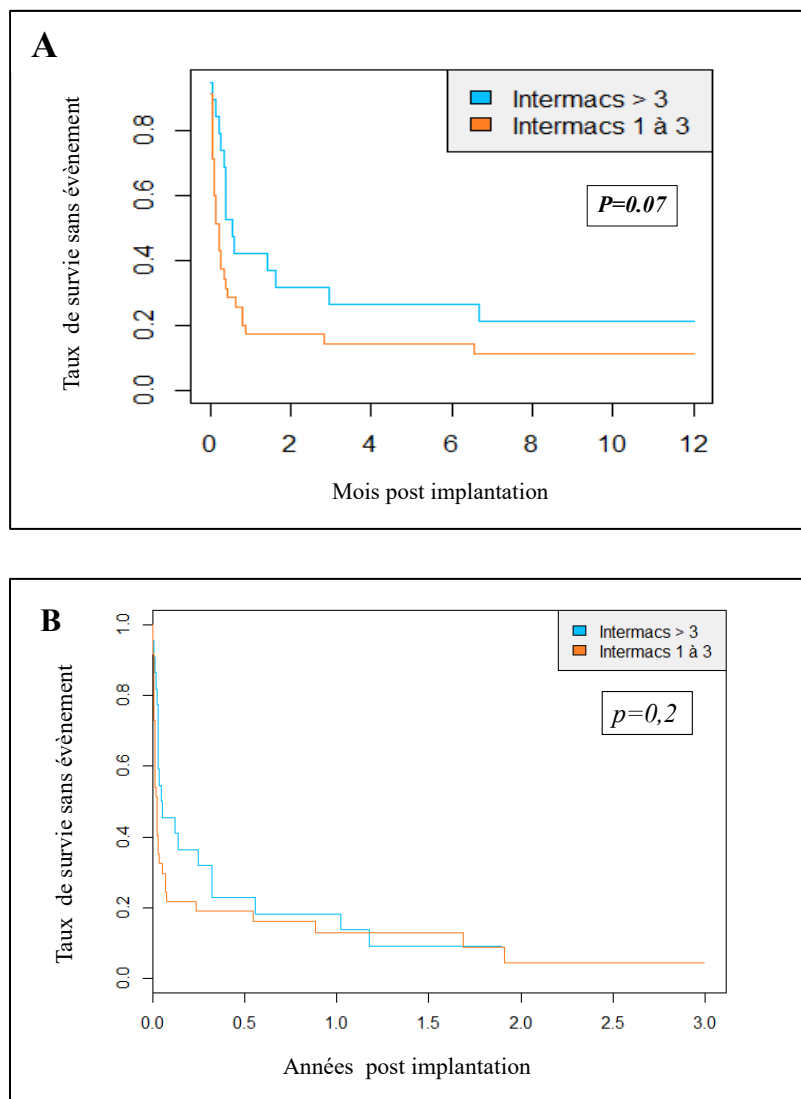 A
Intermacs > 3
Intermacs 1 à 3
P=0.07
Taux de survie sans évènement
0.8
0.6
0.4
0.2
0.0
0 2 4 6 8 10 12
Mois post implantation
B
Intermacs > 3
Intermacs 1 à 3
p=0,2
Taux de survie sans évènement
1.0
0.8
0.6
0.4
0.2
0.0
0.0 0.5 1.0 1.5 2.0 2.5 3.0
Années post implantation